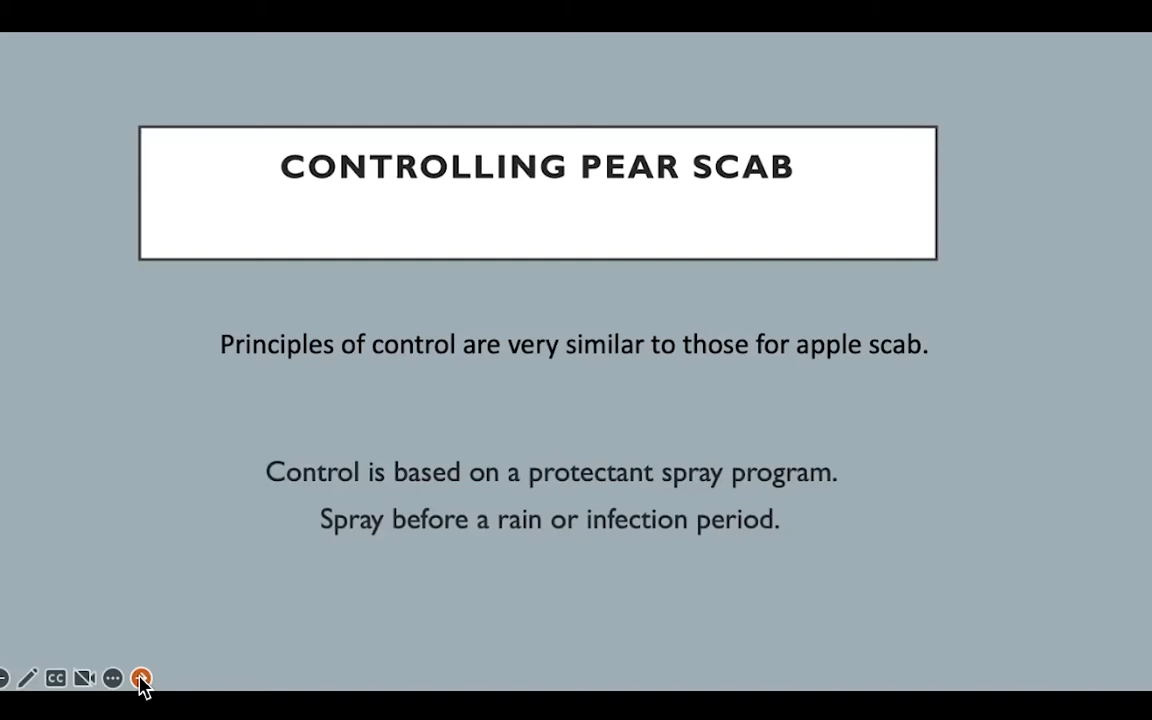 CONTROLLING PEAR SCAB
Principles of control are very similar to those for apple scab.
Control is based on a protectant spray program.
Spray before a rain or infection period.
CC